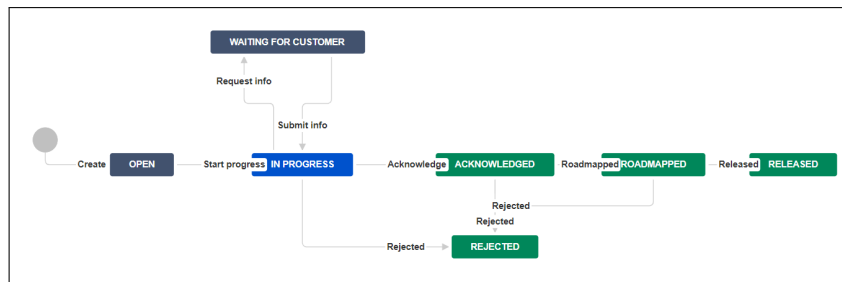 WAITING FOR CUSTOMER
Request info
Submit info
Create
OPEN
Start progress
IN PROGRESS
Acknowledge
ACKNOWLEDGED
Roadmapped
ROADMAPPED
Released
RELEASED
Rejected
Rejected
Rejected
REJECTED